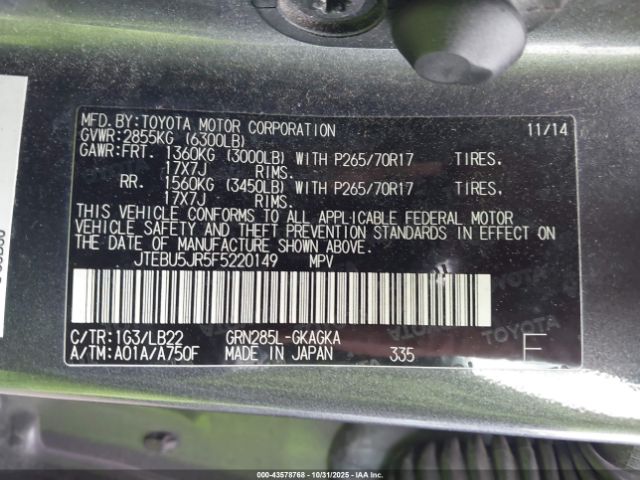 MFD. BY: TOYOTA MOTOR CORPORATION 11/14
GVWR: 2855KG (6300LB)
GAWR: FRT. 1360KG (3000LB) WITH P265/70R17 TIRES.
17X7J RIMS.
RR. 1560KG (3450LB) WITH P265/70R17 TIRES.
17X7J RIMS.
THIS VEHICLE CONFORMS TO ALL APPLICABLE FEDERAL MOTOR
VEHICLE SAFETY AND THEFT PREVENTION STANDARDS IN EFFECT ON
THE DATE OF MANUFACTURE SHOWN ABOVE.
JTEBU5JR5F5220149 MPV
C/TR: 1G3/LB22 GRN285L-GKAGKA
A/TM: A01A/A750F MADE IN JAPAN 335 E
TOYOTA
000-43578768 10/31/2025 IAA Inc.